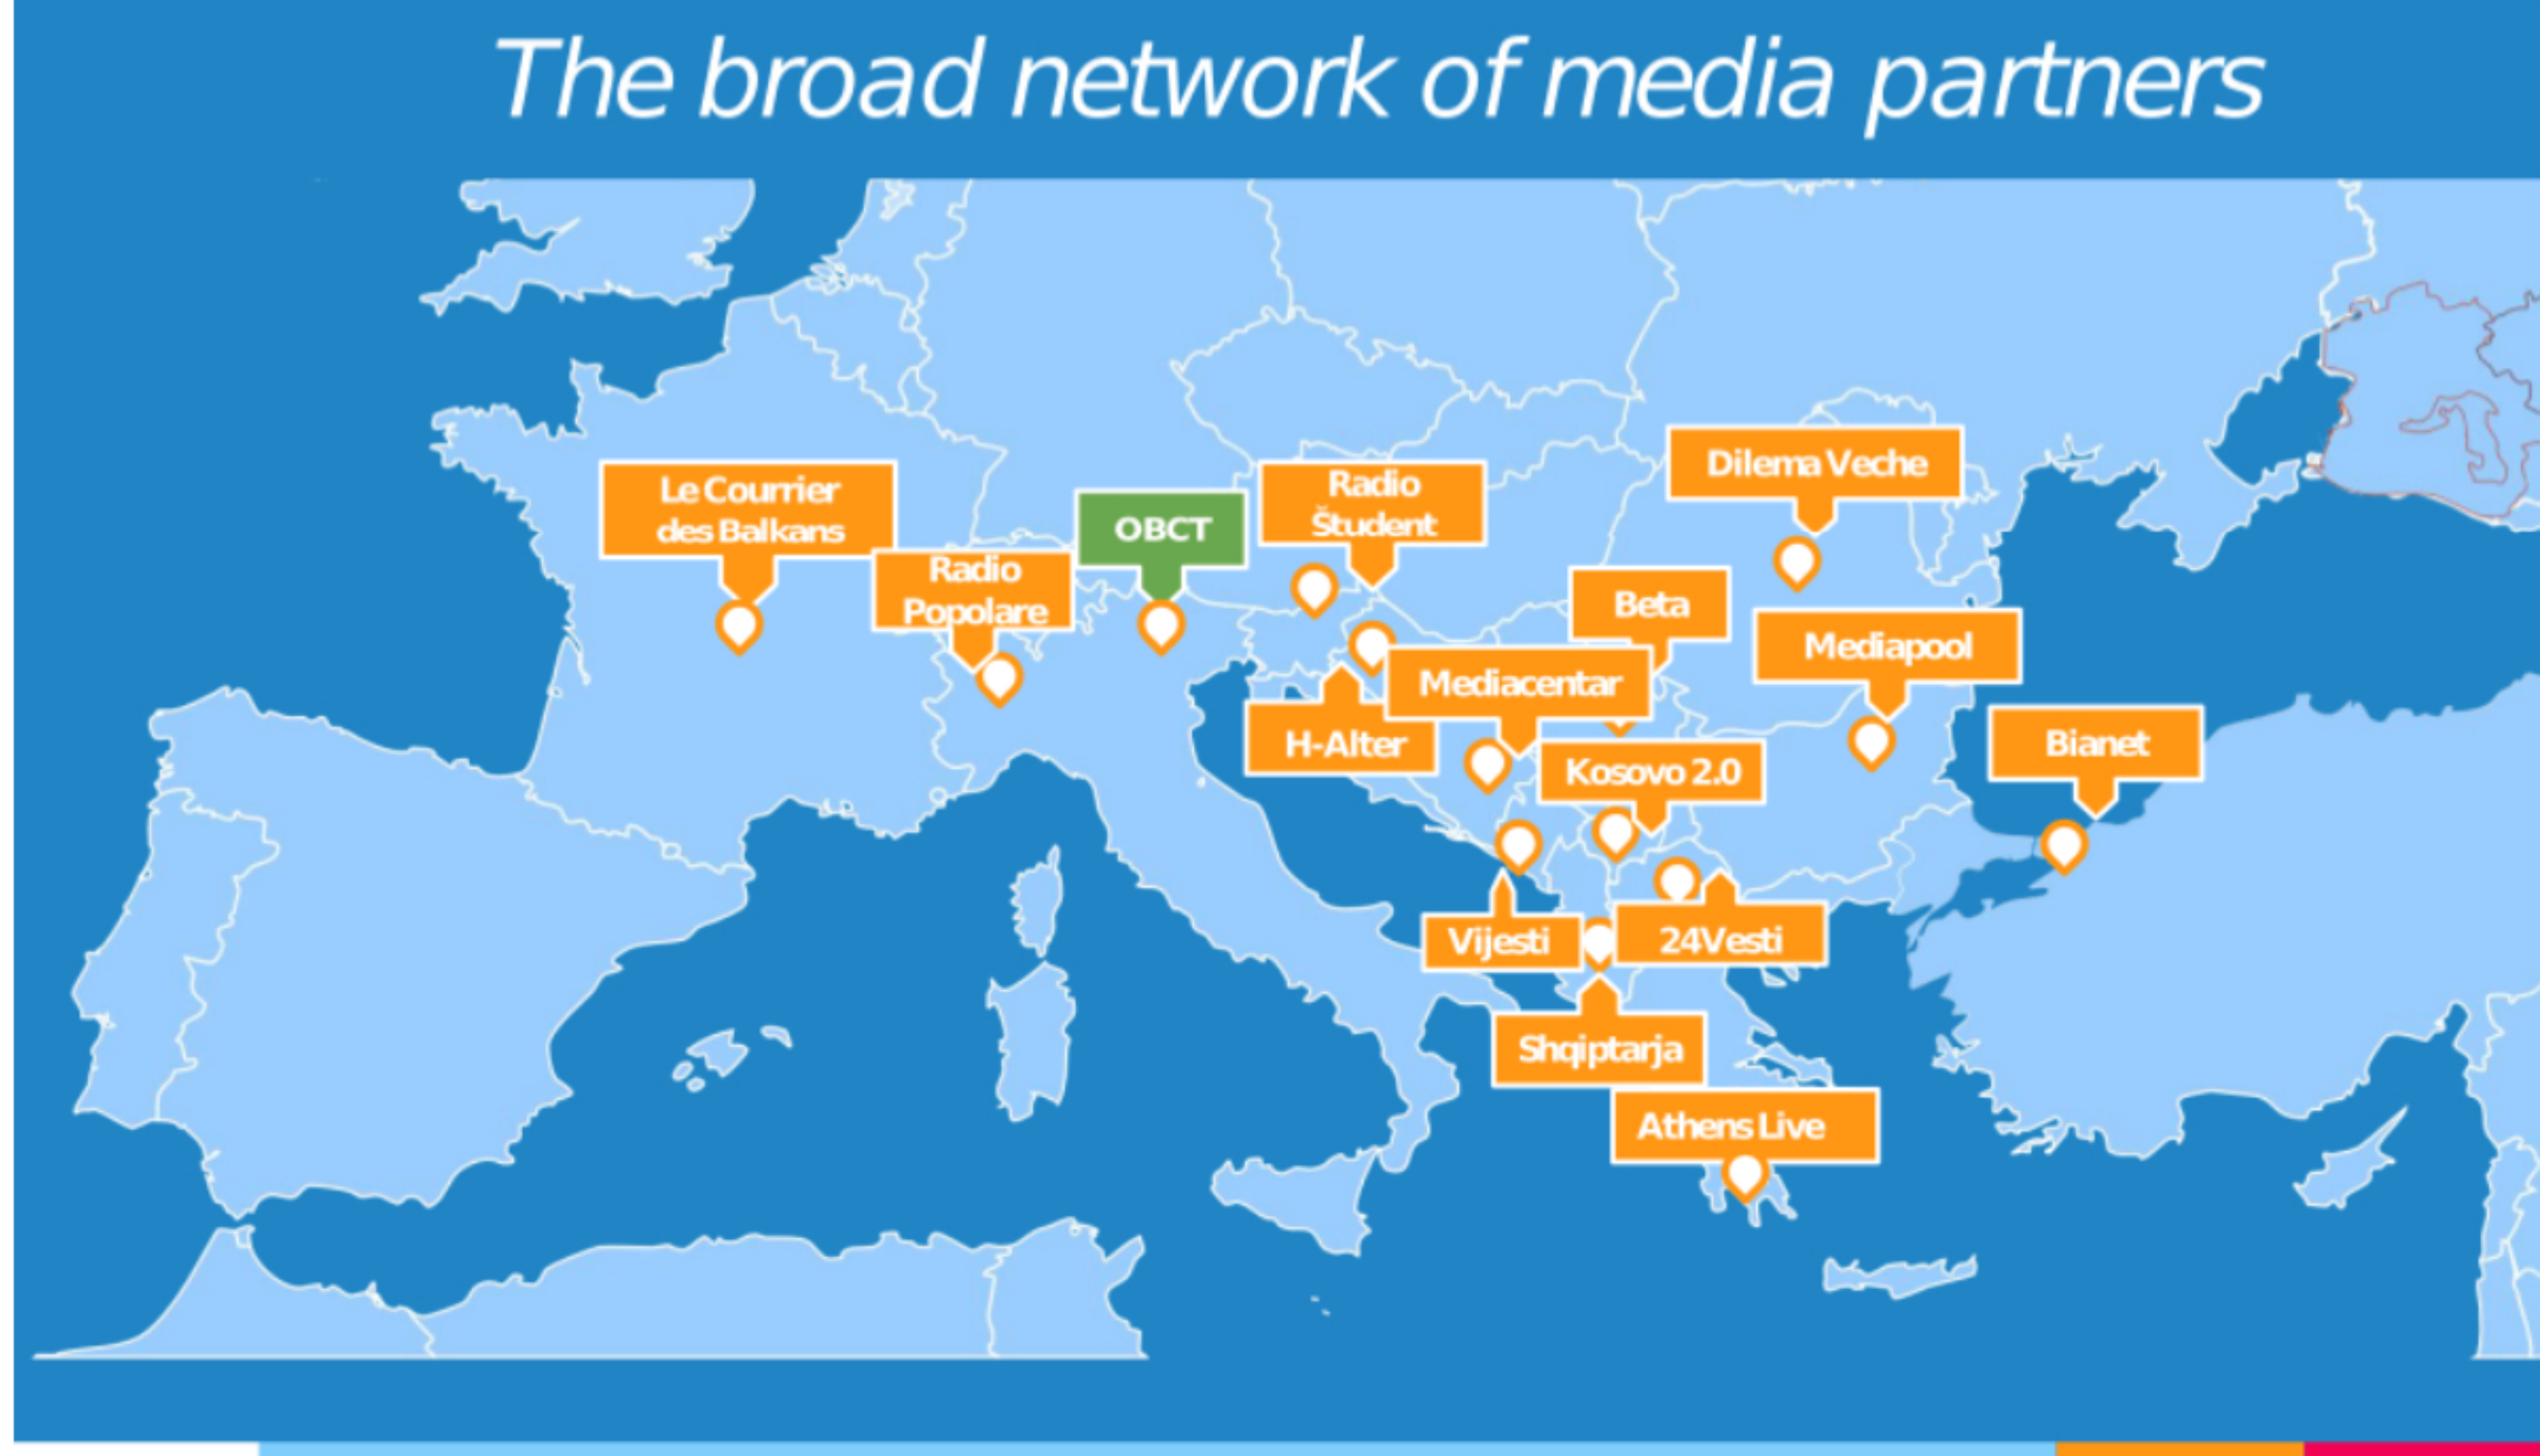 The broad network of media partners
Dilema Veche
Le Courrier
des Balkans
Radio
Študent
OBCT
Radio
Popolare
Beta
Mediapool
Mediacentar
H-Alter
Bianet
Kosovo 2.0
Vijesti
24Vesti
Shqiptarja
Athens Live